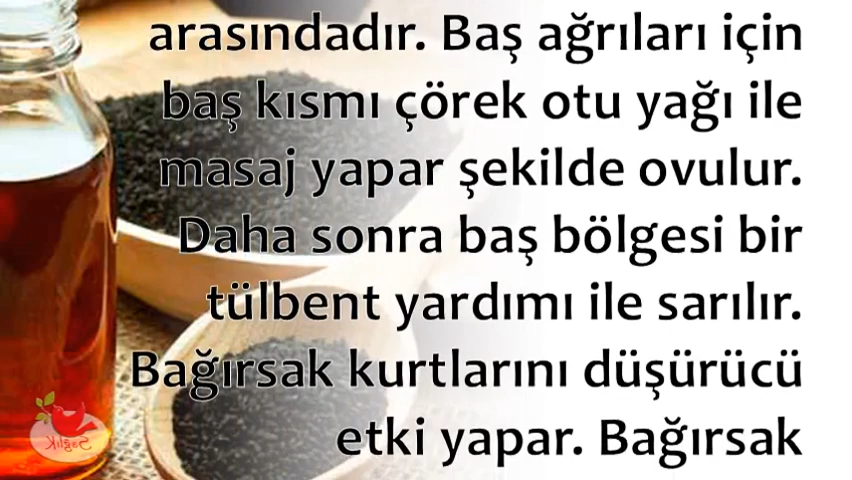 arasındadır. Baş ağrıları için
baş kısmı çörek otu yağı ile
masaj yapar şekilde ovulur.
Daha sonra baş bölgesi bir
tülbent yardımı ile sarılır.
Bağırsak kurtlarını düşürücü
etki yapar. Bağırsak
Sağlık